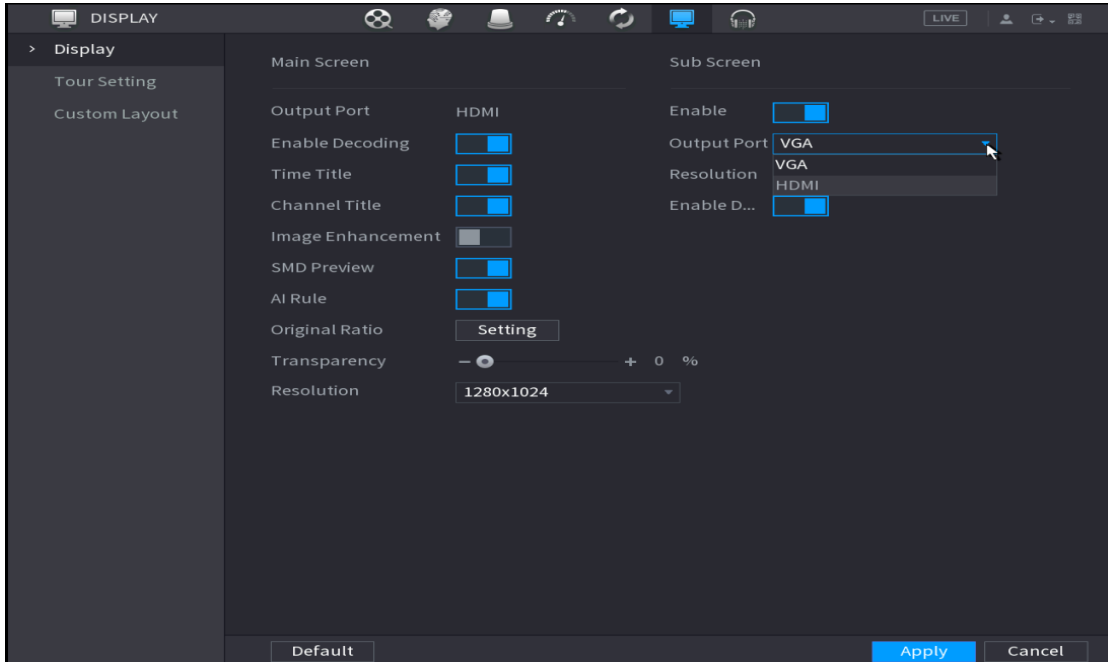 DISPLAY
LIVE
> Display
Tour Setting
Custom Layout
Main Screen
Output Port HDMI
Enable Decoding
Time Title
Channel Title
Image Enhancement
SMD Preview
AI Rule
Original Ratio Setting
Transparency − + 0 %
Resolution 1280x1024
Sub Screen
Enable
Output Port VGA
VGA
HDMI
Resolution
Enable D...
Default
Apply
Cancel